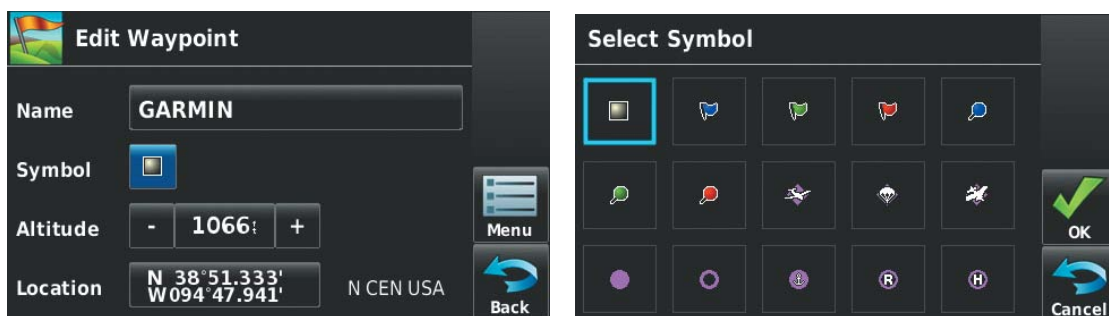 Edit Waypoint
Name GARMIN
Symbol
Altitude - 1066ft +
Menu
Location N 38°51.333'
W094°47.941'
N CEN USA
Back
Select Symbol
R H
OK
Cancel